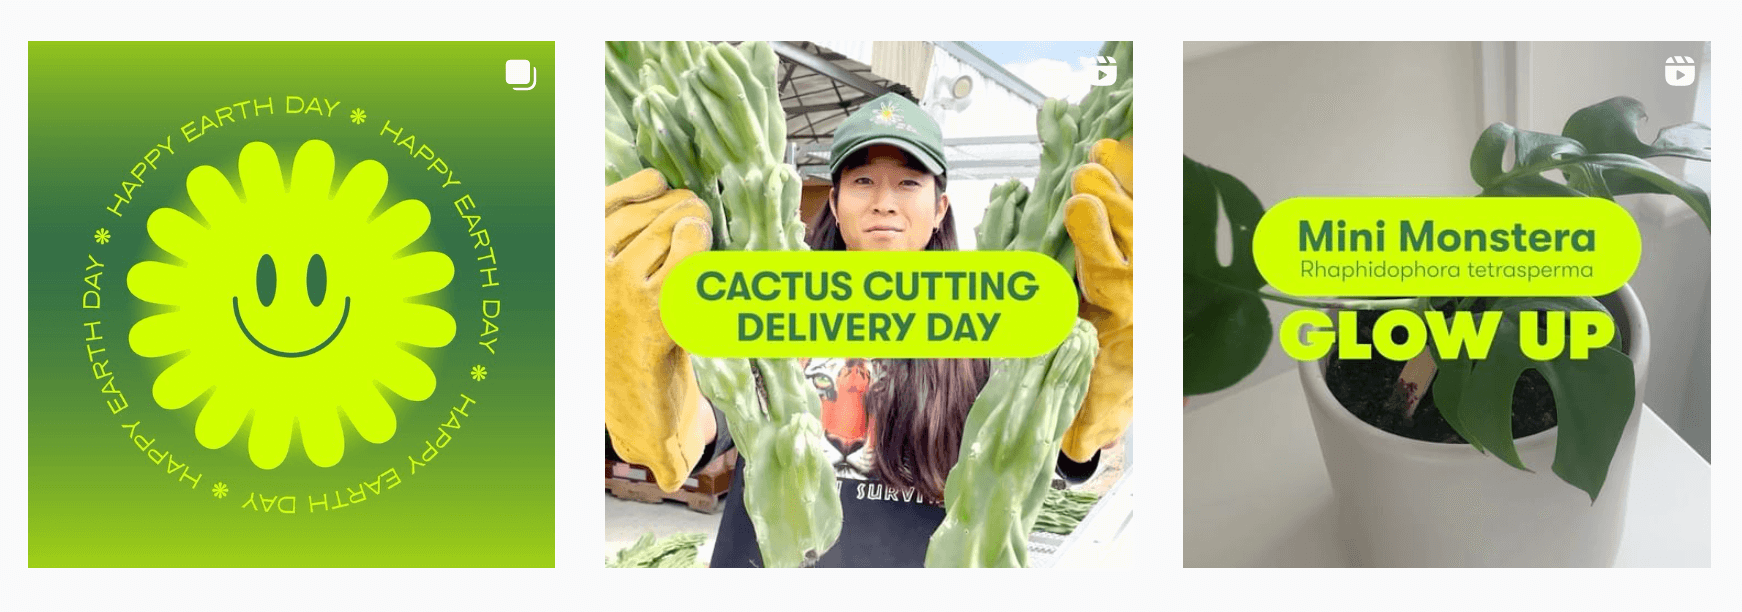 HAPPY EARTH DAY * HAPPY EARTH DAY * HAPPY EARTH DAY * HAPPY EARTH DAY *
CACTUS CUTTING
DELIVERY DAY
SURV
Mini Monstera
Rhaphidophora tetrasperma
GLOW UP